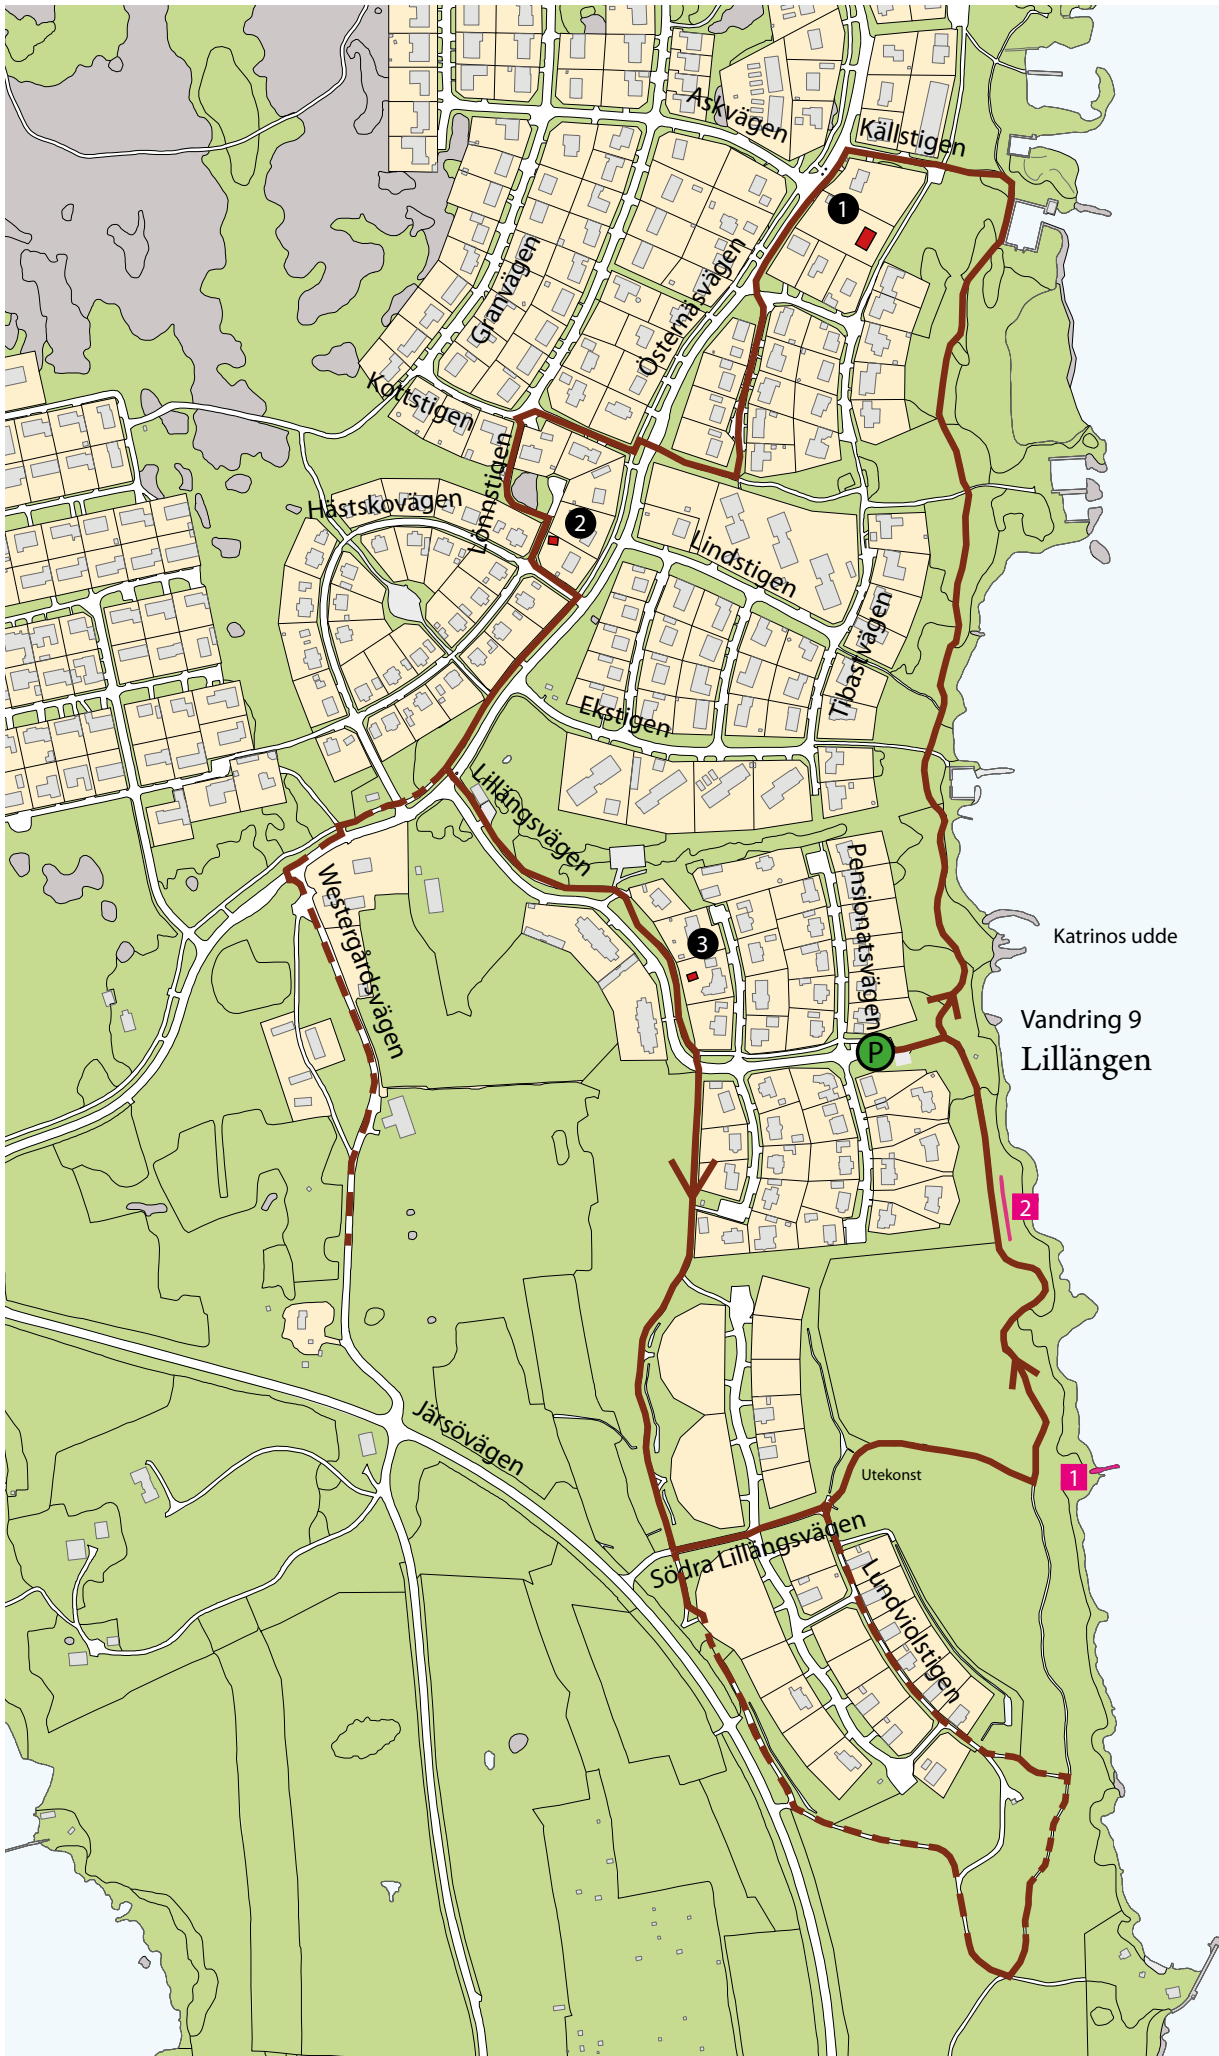 Askvägen
Källstigen
1
Granvägen
Östernäsvägen
Kottstigen
Lönnstigen
Hästskovägen
2
Lindstigen
Tibastvägen
Ekstigen
Lillängsvägen
Westergårdsvägen
Pensionatsvägen
3
Katrinos udde
Vandring 9
Lillängen
P
2
Järsövägen
Utekonst
1
Södra Lillängsvägen
Lundviolstigen